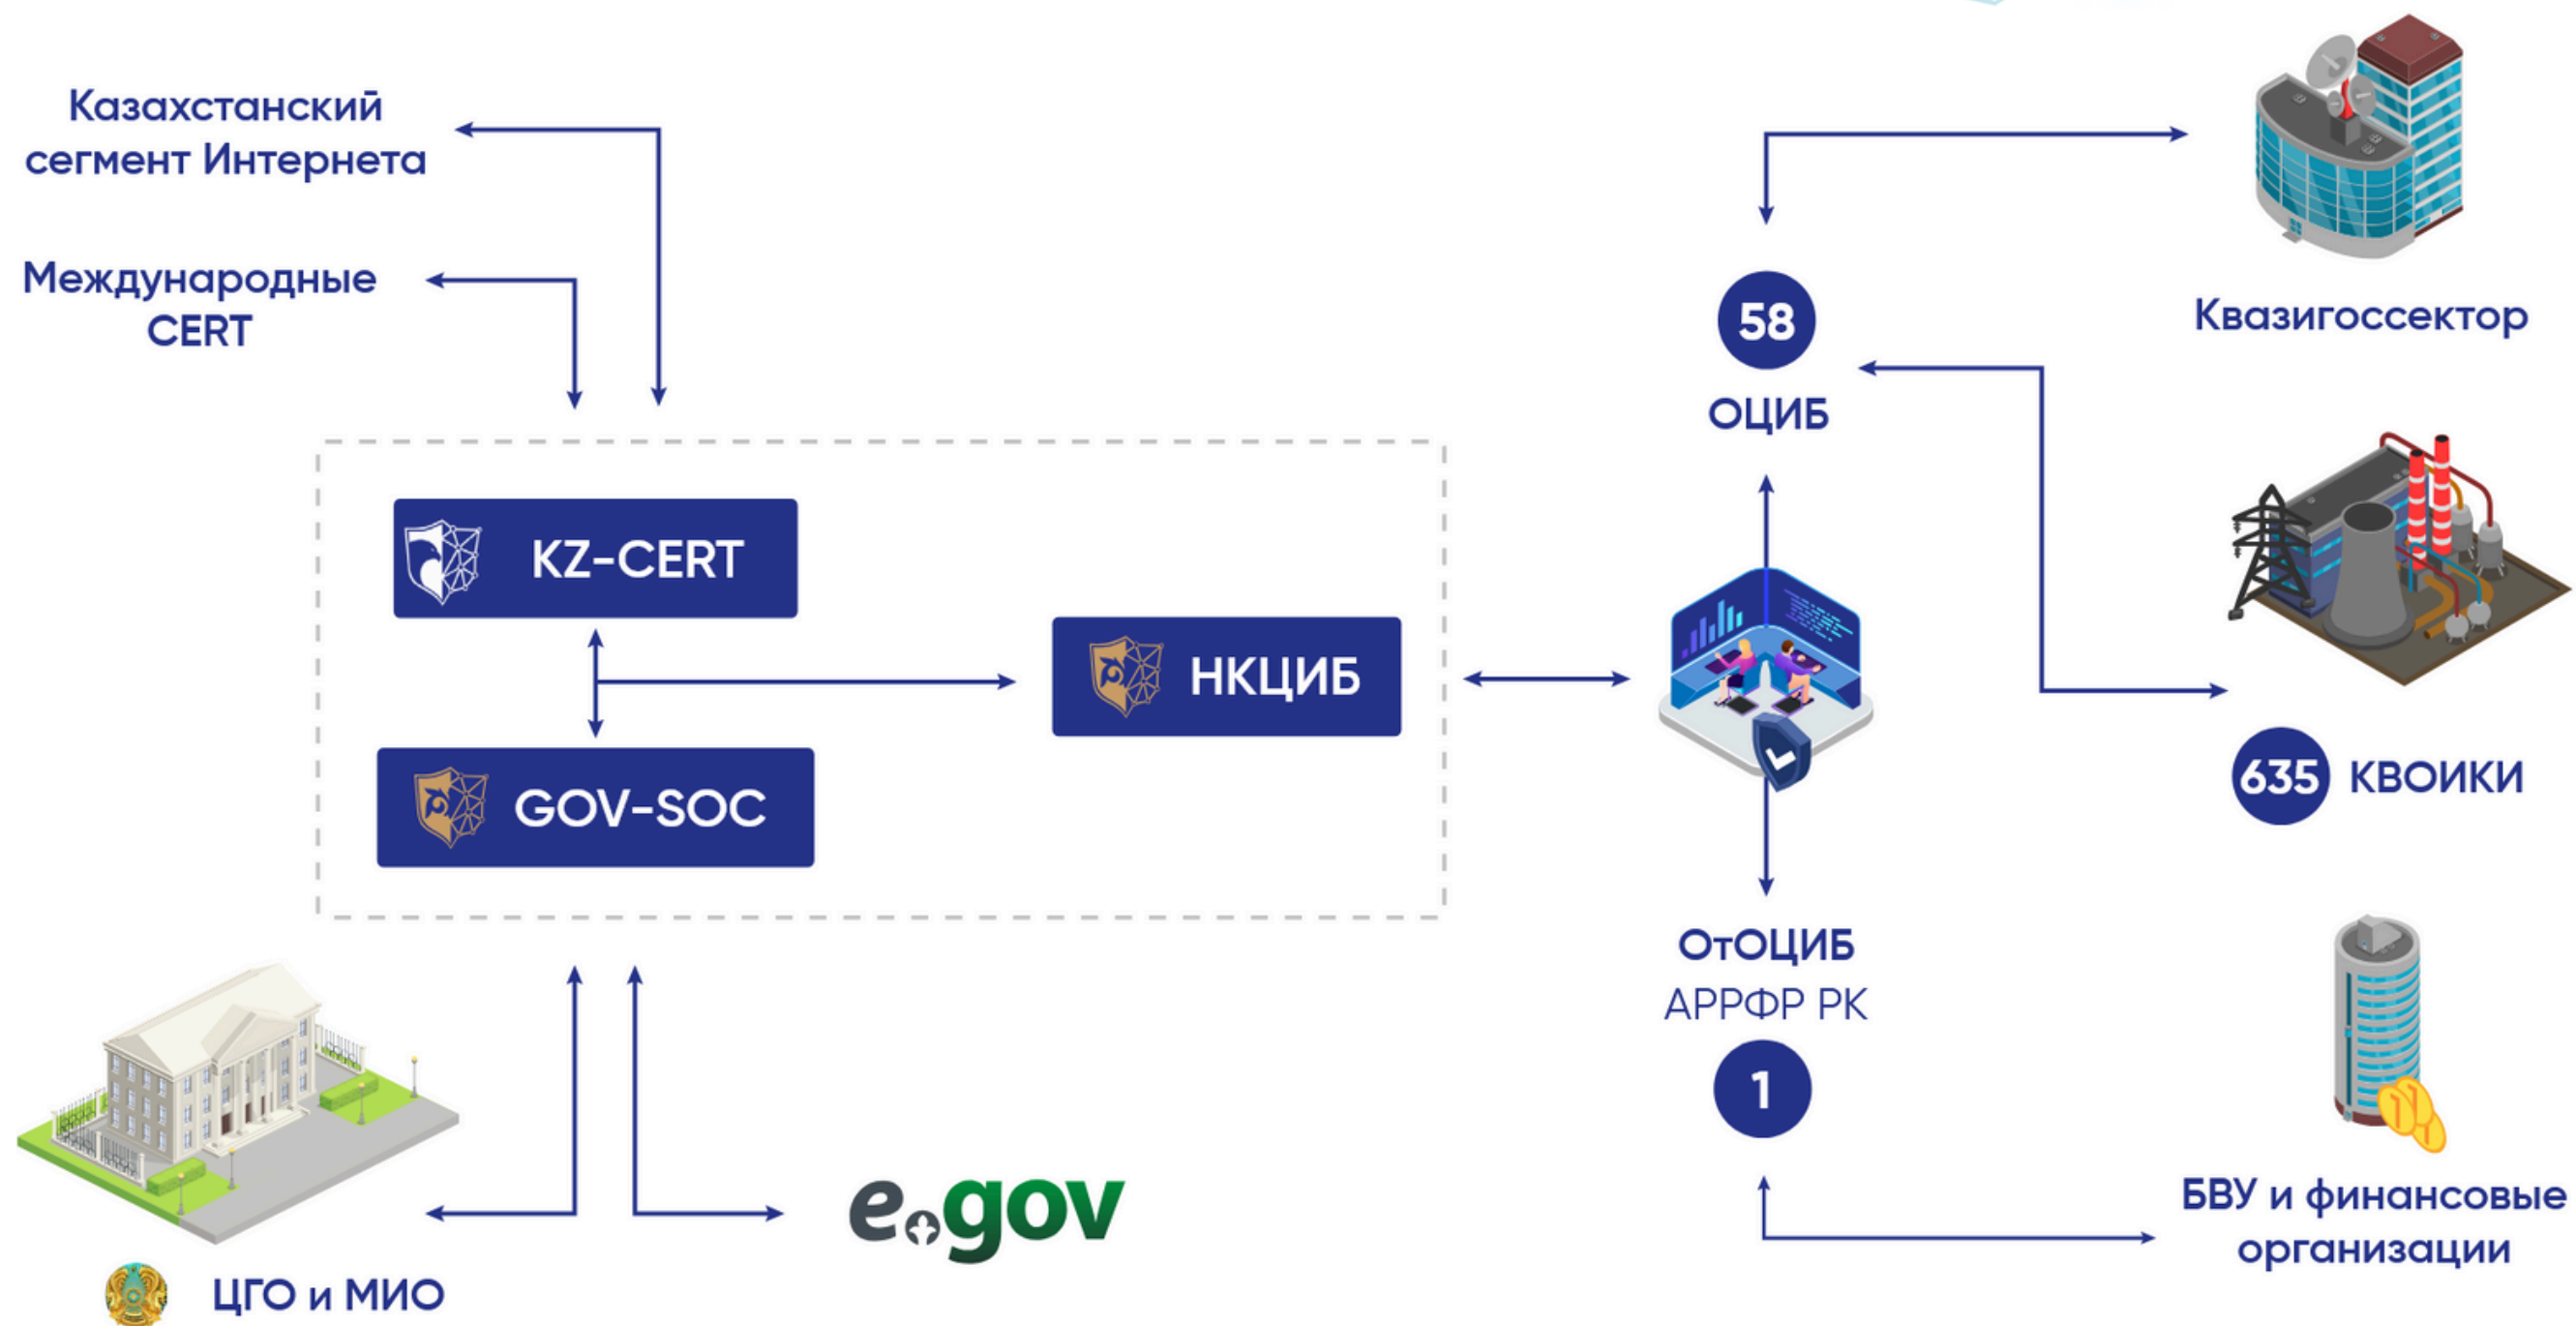 Казахстанский
сегмент Интернета
Международные
CERT
KZ-CERT
GOV-SOC
НКЦИБ
ЦГО и МИО
e.gov
58
ОЦИБ
ОтОЦИБ
АРРФР РК
1
Квазигоссектор
635 КВОИКИ
БВУ и финансовые
организации